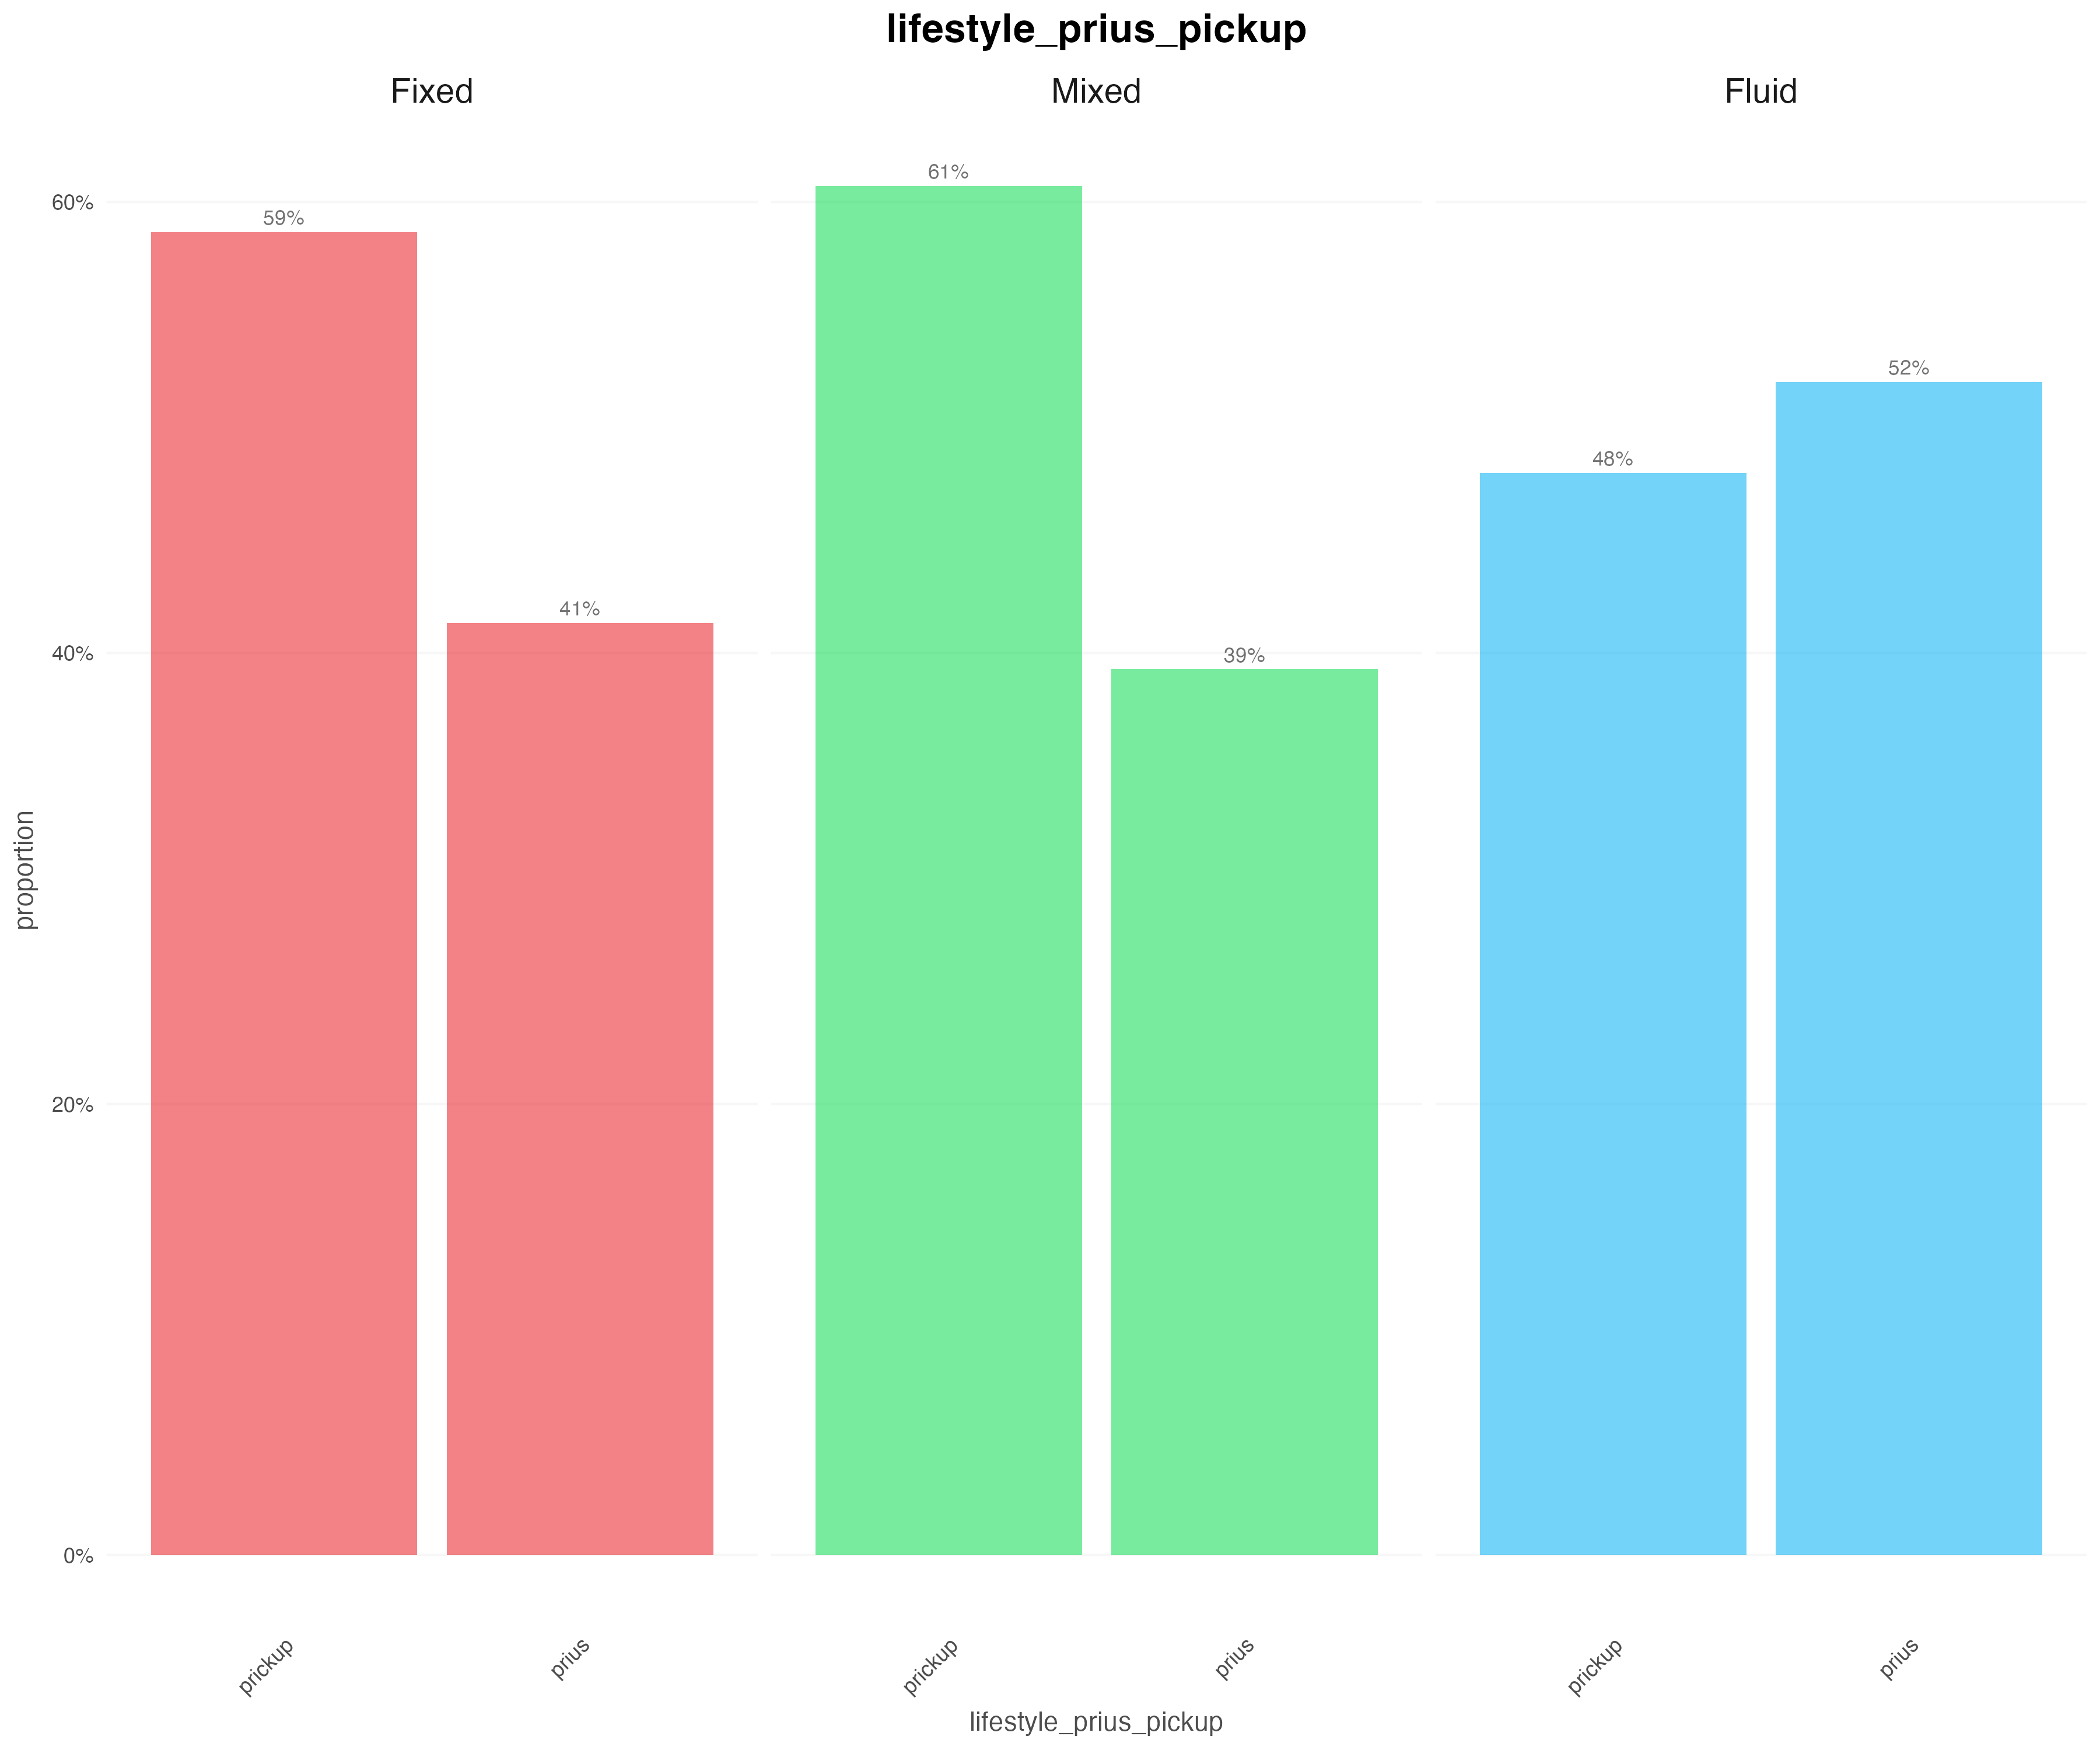 lifestyle_prius_pickup
Fixed
Mixed
Fluid
proportion
60%
40%
20%
0%
59%
41%
61%
39%
48%
52%
prickup
prius
prickup
prius
prickup
prius
lifestyle_prius_pickup